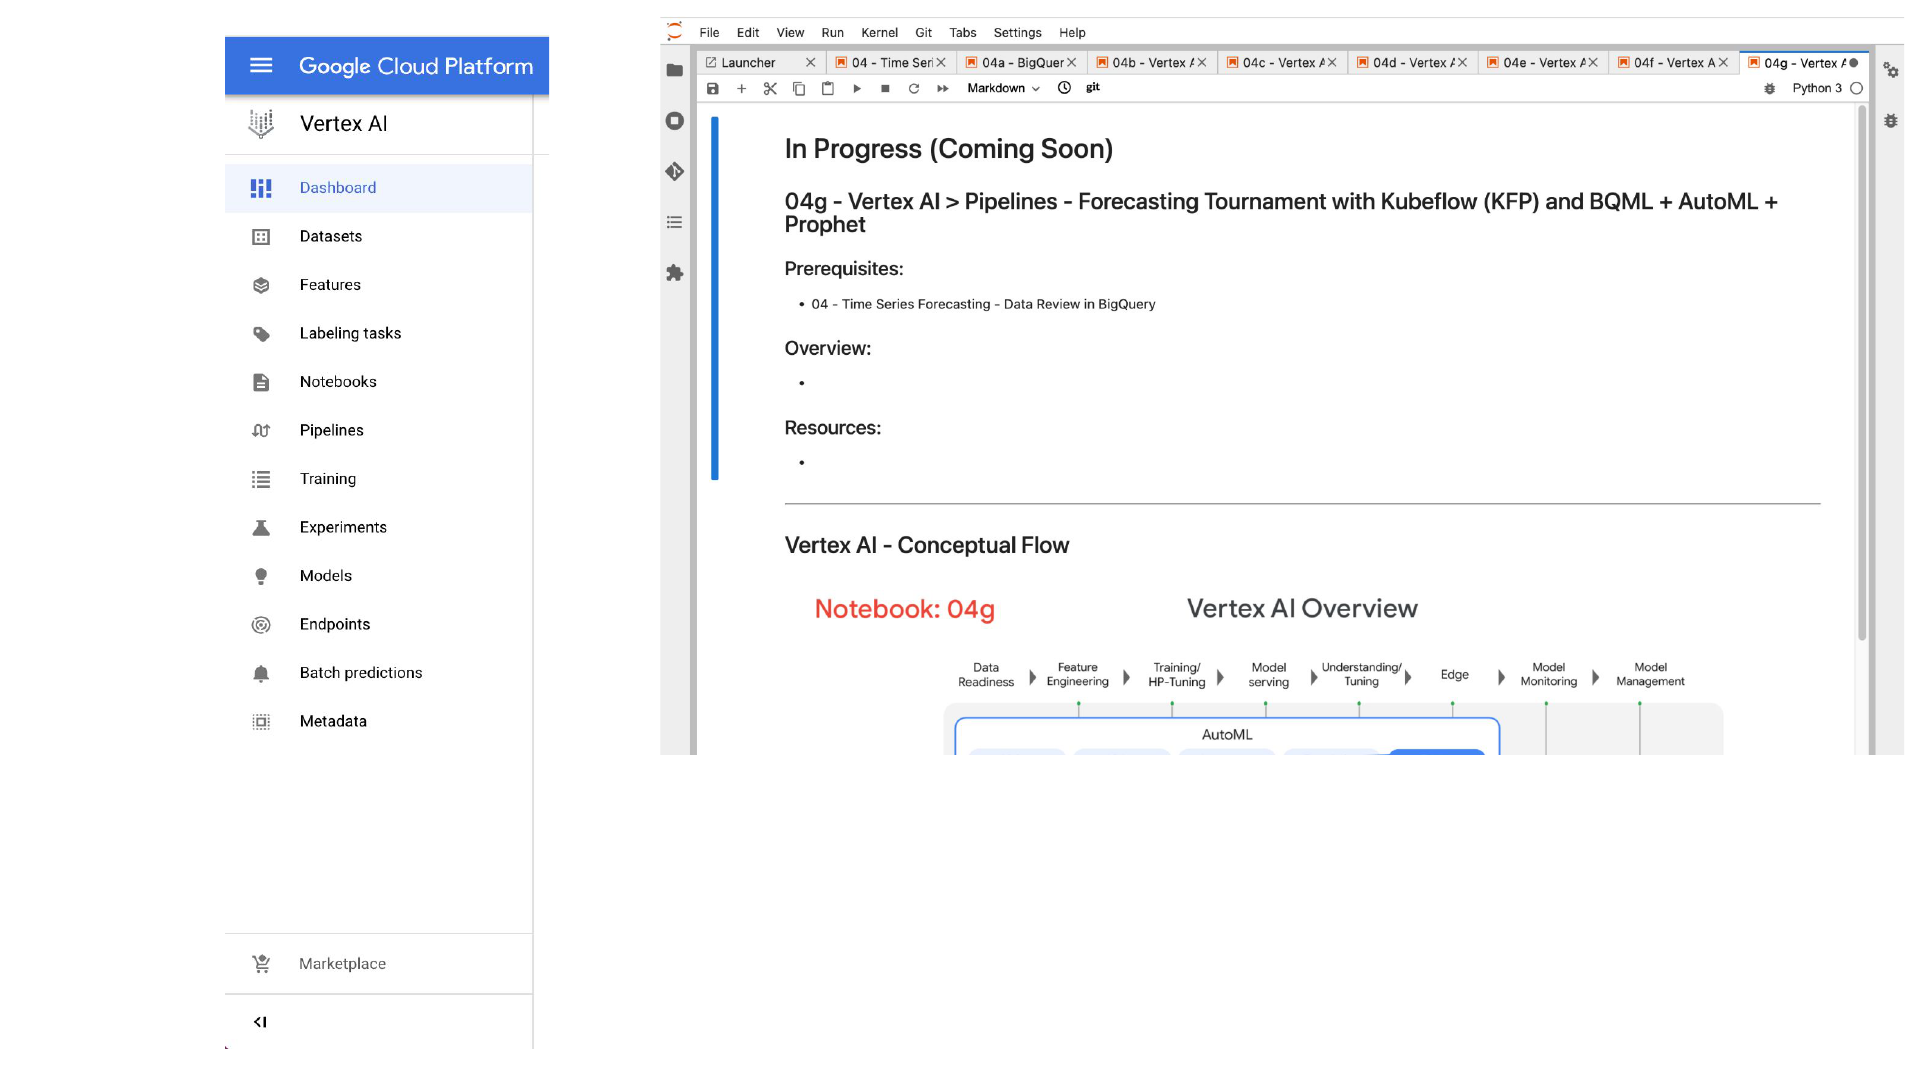 Google Cloud Platform
Vertex AI
Dashboard
Datasets
Features
Labeling tasks
Notebooks
Pipelines
Training
Experiments
Models
Endpoints
Batch predictions
Metadata
Marketplace
File Edit View Run Kernel Git Tabs Settings Help
Launcher 04 - Time Seri 04a - BigQuer 04b - Vertex A 04c - Vertex A 04d - Vertex A 04e - Vertex A 04f - Vertex A 04g - Vertex A
Markdown git Python 3
In Progress (Coming Soon)
04g - Vertex AI > Pipelines - Forecasting Tournament with Kubeflow (KFP) and BQML + AutoML +
Prophet
Prerequisites:
• 04 - Time Series Forecasting - Data Review in BigQuery
Overview:
•
Resources:
•
Vertex AI - Conceptual Flow
Notebook: 04g Vertex AI Overview
Data Feature Training/ Model Understanding/ Edge Model Model
Readiness Engineering HP-Tuning serving Tuning Monitoring Management
AutoML